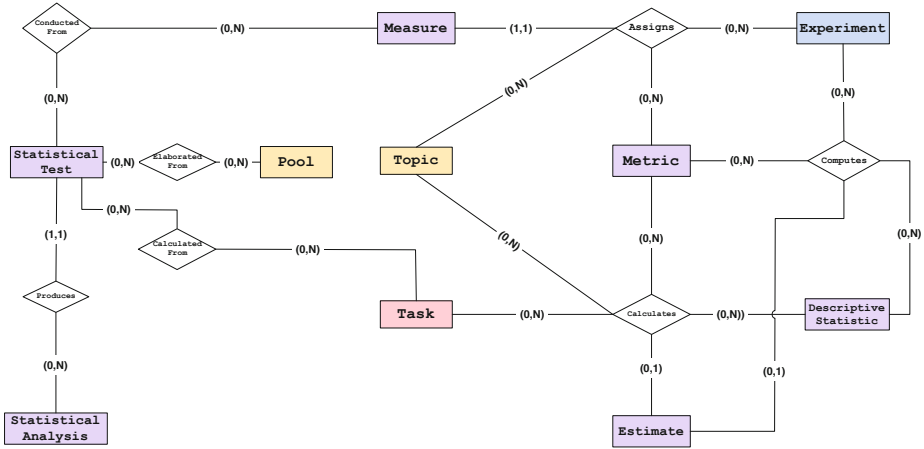 Conducted
From
(0,N)
Measure
(1,1)
Assigns
(0,N)
Experiment
(0,N)
(0,N)
(0,N)
(0,N)
Statistical
Test
(0,N)
Elaborated
From
(0,N)
Pool
Topic
Metric
(0,N)
Computes
(0,N)
(1,1)
Calculated
From
(0,N)
(0,N)
(0,N)
(0,N)
Produces
Task
(0,N)
Calculates
(0,N))
Descriptive
Statistic
(0,N)
(0,1)
(0,1)
Statistical
Analysis
Estimate